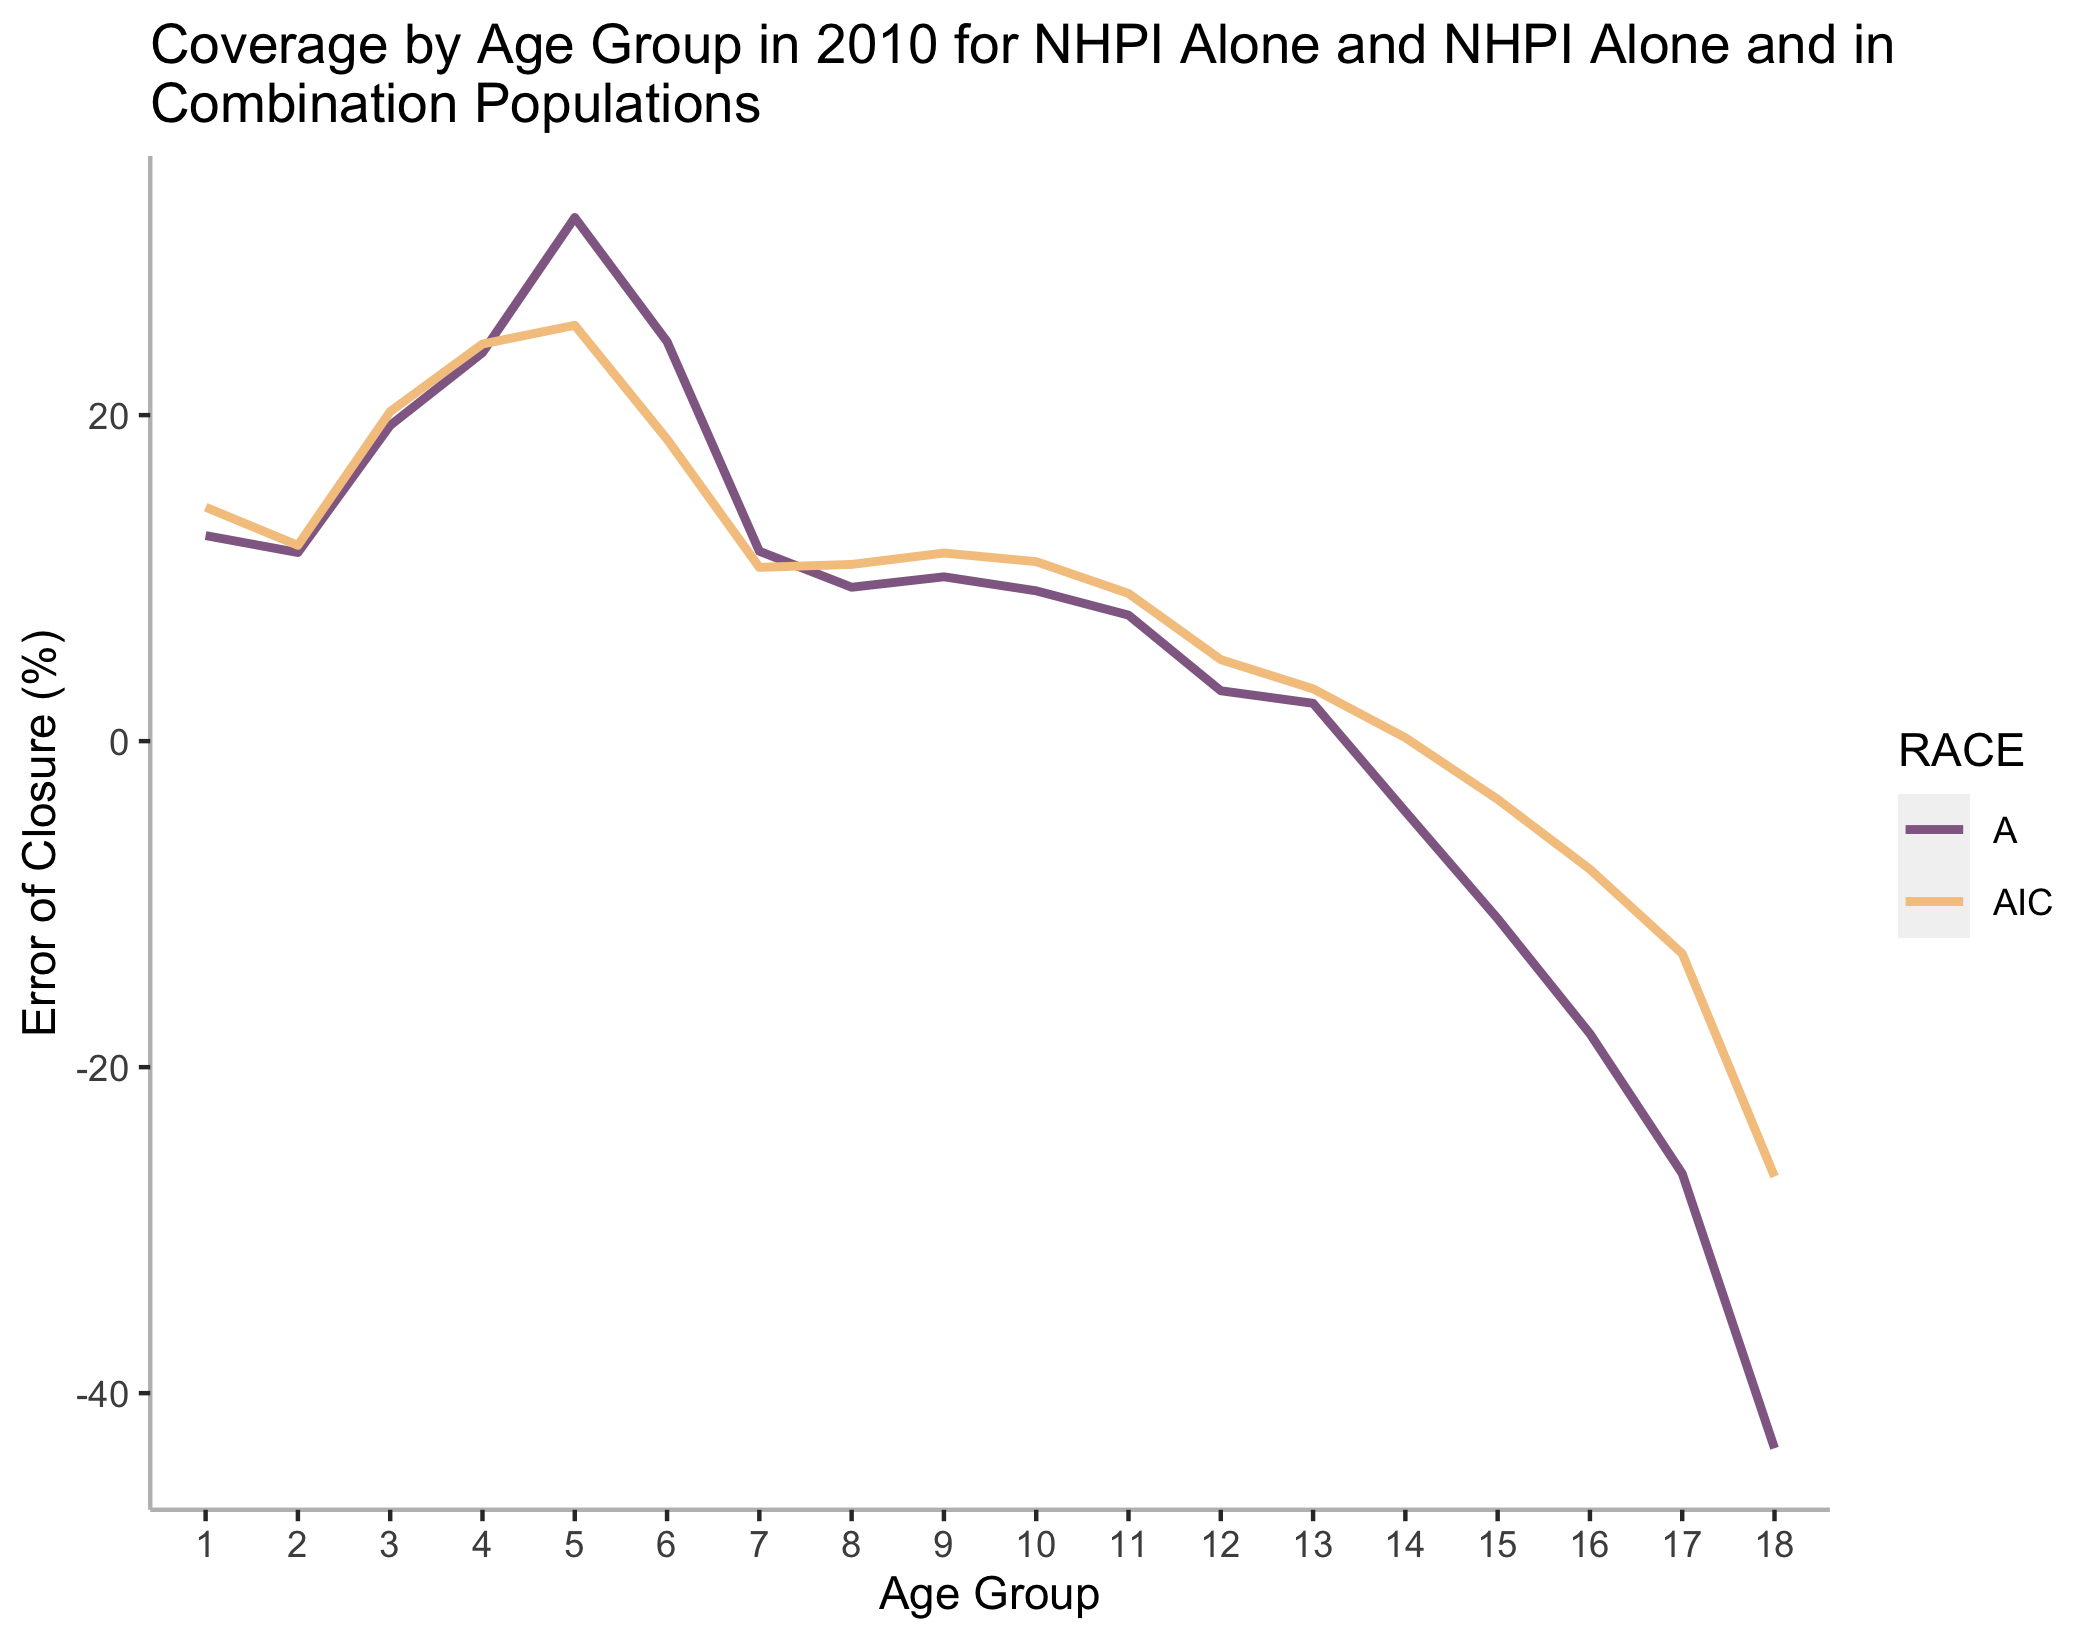 Coverage by Age Group in 2010 for NHPI Alone and NHPI Alone and in
Combination Populations
Error of Closure (%)
20
0
-20
-40
1 2 3 4 5 6 7 8 9 10 11 12 13 14 15 16 17 18
Age Group
RACE
A
AIC